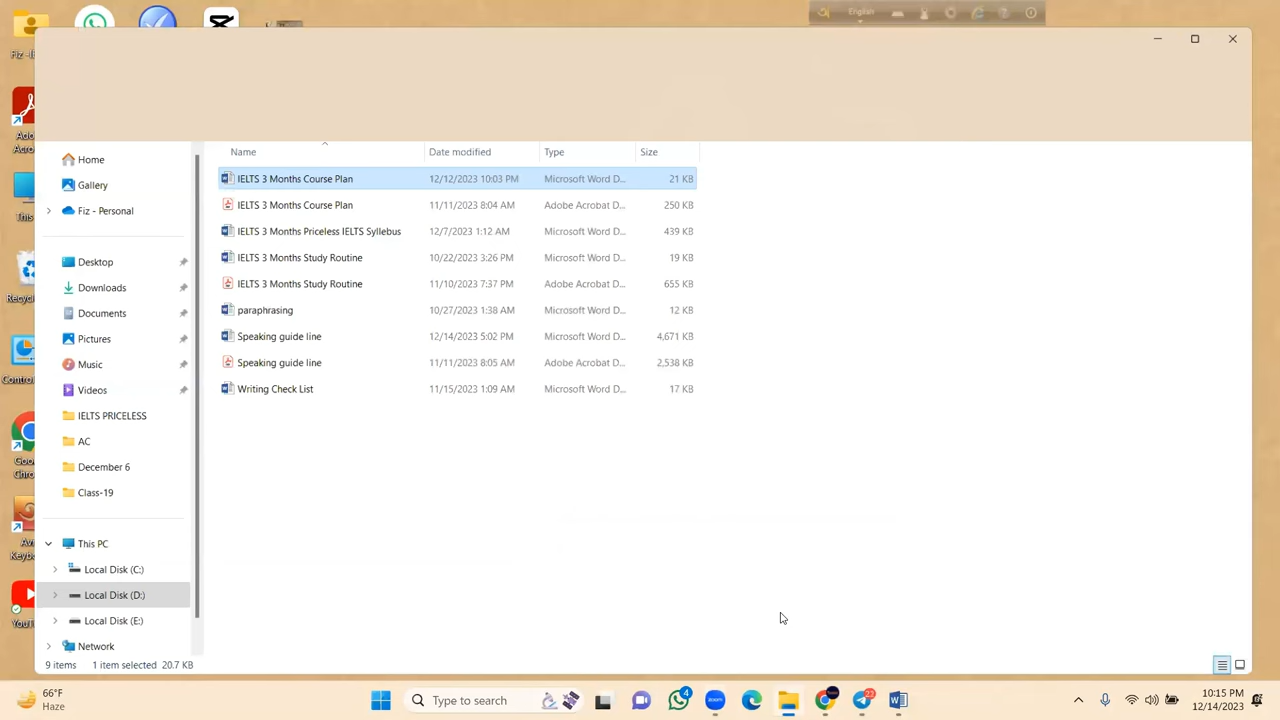 English
Fiz -
Name
Date modified
Type
Size
Home
Gallery
Fiz - Personal
Desktop
Downloads
Documents
Pictures
Music
Videos
IELTS PRICELESS
AC
December 6
Class-19
This PC
Local Disk (C:)
Local Disk (D:)
Local Disk (E:)
Network
IELTS 3 Months Course Plan 12/12/2023 10:03 PM Microsoft Word D... 21 KB
IELTS 3 Months Course Plan 11/11/2023 8:04 AM Adobe Acrobat D... 250 KB
IELTS 3 Months Priceless IELTS Syllebus 12/7/2023 1:12 AM Microsoft Word D... 439 KB
IELTS 3 Months Study Routine 10/22/2023 3:26 PM Microsoft Word D... 19 KB
IELTS 3 Months Study Routine 11/10/2023 7:37 PM Adobe Acrobat D... 655 KB
paraphrasing 10/27/2023 1:38 AM Microsoft Word D... 12 KB
Speaking guide line 12/14/2023 5:02 PM Microsoft Word D... 4,671 KB
Speaking guide line 11/11/2023 8:05 AM Adobe Acrobat D... 2,538 KB
Writing Check List 11/15/2023 1:09 AM Microsoft Word D... 17 KB
9 items 1 item selected 20.7 KB
66°F
Haze
Type to search
4
zoom
23
10:15 PM
12/14/2023